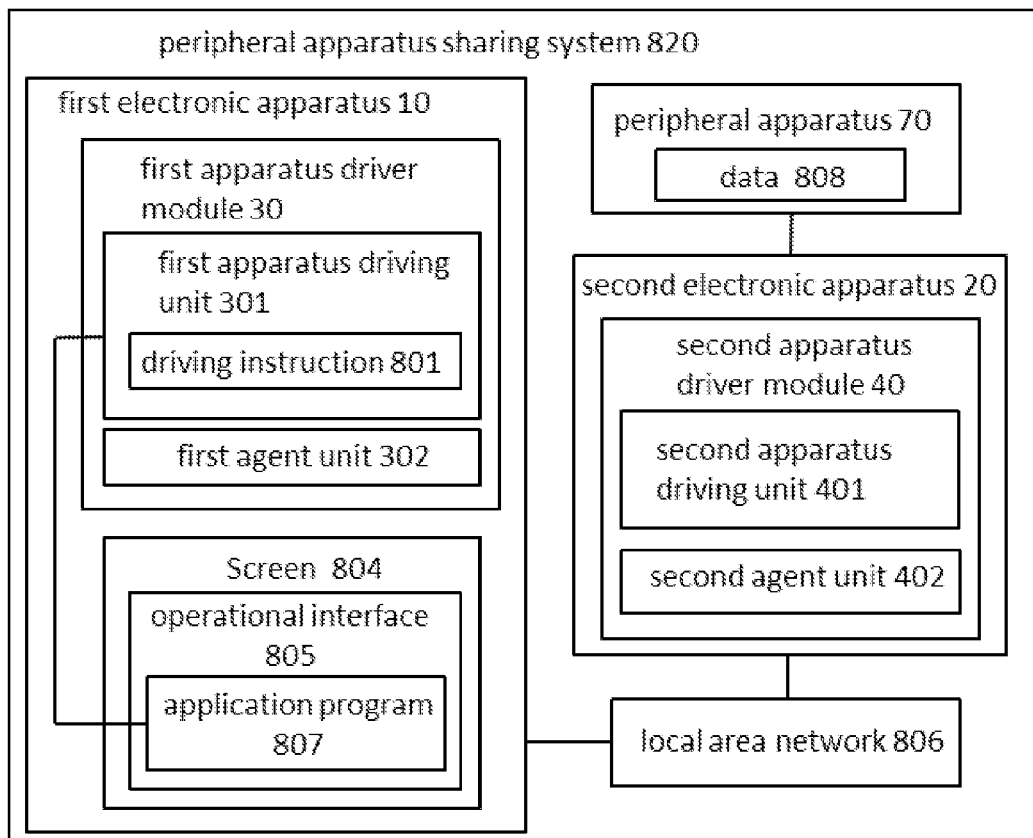 peripheral apparatus sharing system 820
first electronic apparatus 10
first apparatus driver
module 30
first apparatus driving
unit 301
driving instruction 801
first agent unit 302
Screen 804
operational interface
805
application program
807
peripheral apparatus 70
data 808
second electronic apparatus 20
second apparatus
driver module 40
second apparatus
driving unit 401
second agent unit 402
local area network 806